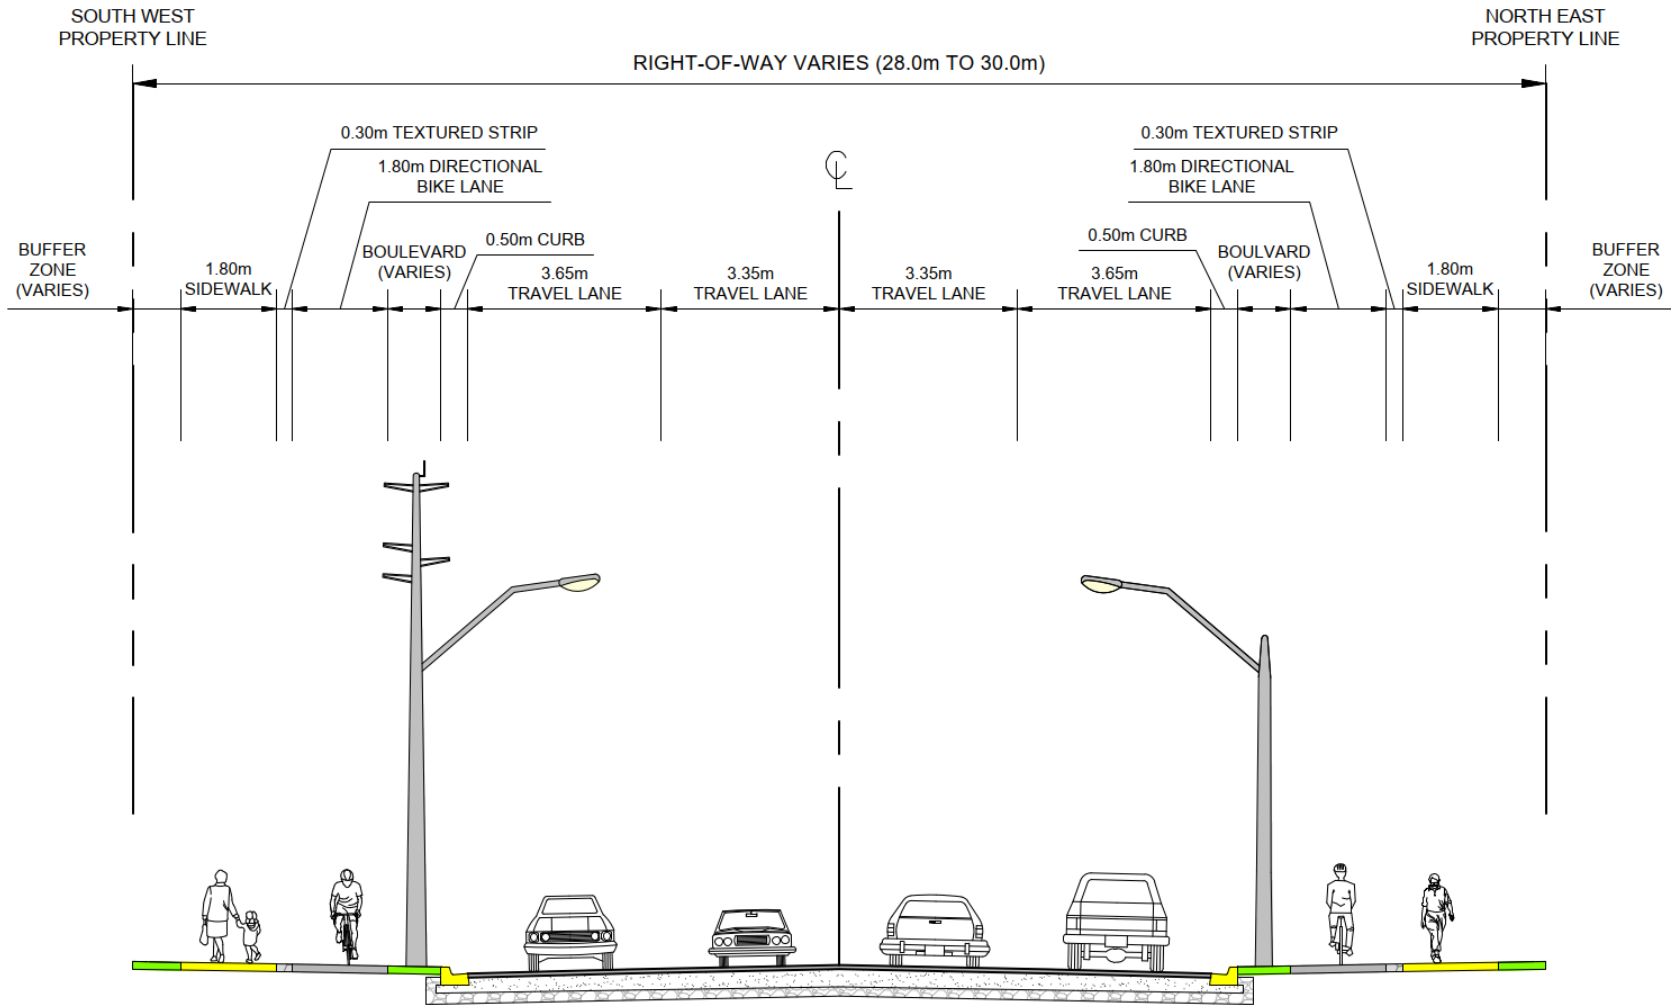 SOUTH WEST
PROPERTY LINE
NORTH EAST
PROPERTY LINE
RIGHT-OF-WAY VARIES (28.0m TO 30.0m)
0.30m TEXTURED STRIP
1.80m DIRECTIONAL
BIKE LANE
0.30m TEXTURED STRIP
1.80m DIRECTIONAL
BIKE LANE
CL
BUFFER
ZONE
(VARIES)
1.80m
SIDEWALK
BOULEVARD
(VARIES)
0.50m CURB
3.65m
TRAVEL LANE
3.35m
TRAVEL LANE
3.35m
TRAVEL LANE
3.65m
TRAVEL LANE
0.50m CURB
BOULVARD
(VARIES)
1.80m
SIDEWALK
BUFFER
ZONE
(VARIES)